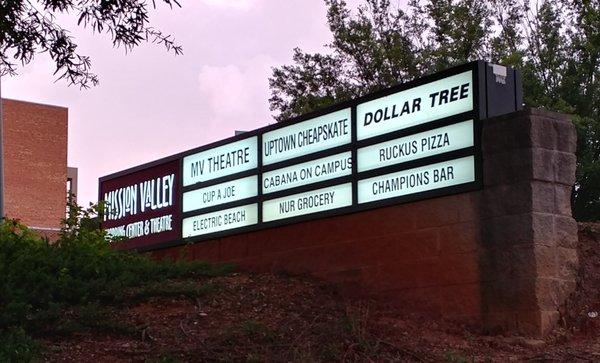 MISSION VALLEY
SHOPPING CENTER & THEATRE
MV THEATRE
CUP A JOE
ELECTRIC BEACH
UPTOWN CHEAPSKATE
CABANA ON CAMPUS
NUR GROCERY
DOLLAR TREE
RUCKUS PIZZA
CHAMPIONS BAR